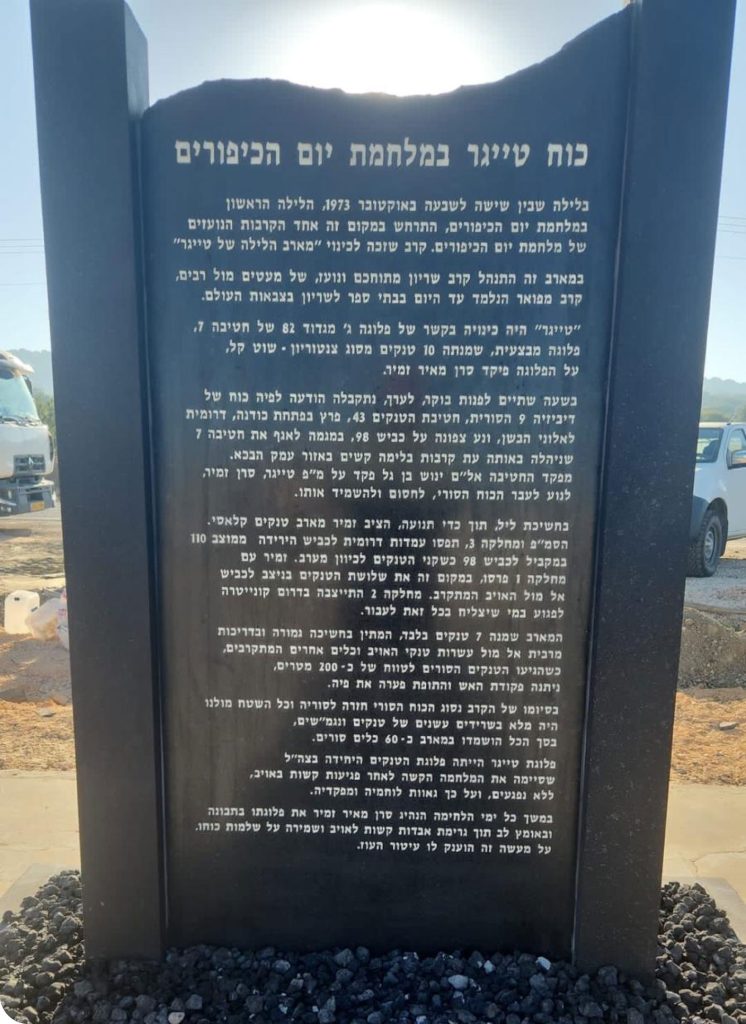 כוח טייגר במלחמת יום הכיפורים
בלילה שבין שישה לשבעה באוקטובר 1973, הלילה הראשון
במלחמת יום הכיפורים, התרחש במקום זה אחד הקרבות הנועזים
של מלחמת יום הכיפורים. קרב שזכה לכינוי "מארב הלילה של טייגר"
במארב זה התנהל קרב שריון מתוחכם ונועז, של מעטים מול רבים,
קרב מפואר הנלמד עד היום בבתי ספר לשריון בצבאות העולם.
"טייגר" היה כינויה בקשר של פלוגה ג' מגדוד 82 של חטיבה 7,
פלוגה מבצעית, שמנתה 10 טנקים מסוג צנטוריון - שוט קל,
על הפלוגה פיקד סרן מאיר זמיר.
בשעה שתיים לפנות בוקר, לערך, נתקבלה הודעה לפיה כוח של
דיביזיה 9 הסורית, חטיבת הטנקים 43, פרץ בפתחת כודנה, דרומית
לאלוני הבשן, ונע צפונה על כביש 98, במגמה לאגף את חטיבה 7
שניהלה באותה עת קרבות בלימה קשים באזור עמק הבכא.
מפקד החטיבה אל"ם ינוש בן גל פקד על מ"פ טייגר, סרן זמיר,
לנוע לעבר הכוח הסורי, לחסום ולהשמיד אותו.
בחשיכת ליל, תוך כדי תנועה, הציב זמיר מארב טנקים קלאסי.
הסמ"פ ומחלקה 3, תפסו עמדות דרומית לכביש הירידה ממוצב 110
במקביל לכביש 98 כשקני הטנקים לכיוון מערב. זמיר עם
מחלקה 1 פרסו, במקום זה את שלושת הטנקים בניצב לכביש
אל מול האויב המתקרב. מחלקה 2 התייצבה בדרום קונייטרה
לפגוע במי שיצליח בכל זאת לעבור.
המארב שמנה 7 טנקים בלבד, המתין בחשיכה גמורה ובדריכות
מרבית אל מול עשרות טנקי האויב וכלים אחרים המתקרבים,
כשהגיעו הטנקים הסורים לטווח של כ-200 מטרים,
ניתנה פקודת האש והתופת פערה את פיה.
בסיומו של הקרב נסוג הכוח הסורי חזרה לסוריה וכל השטח מולנו
היה מלא בשרידים עשנים של טנקים ונגמ"שים,
בסך הכל הושמדו במארב כ-60 כלים סורים.
פלוגת טייגר הייתה פלוגת הטנקים היחידה בצה"ל
שסיימה את המלחמה הקשה לאחר פגיעות קשות באויב,
ללא נפגעים, ועל כך גאוות לוחמיה ומפקדיה.
במשך כל ימי הלחימה הנהיג סרן מאיר זמיר את פלוגתו בתבונה
ובאומץ לב תוך גרימת אבדות קשות לאויב ושמירה על שלמות כוחו.
על מעשה זה הוענק לו עיטור העוז.